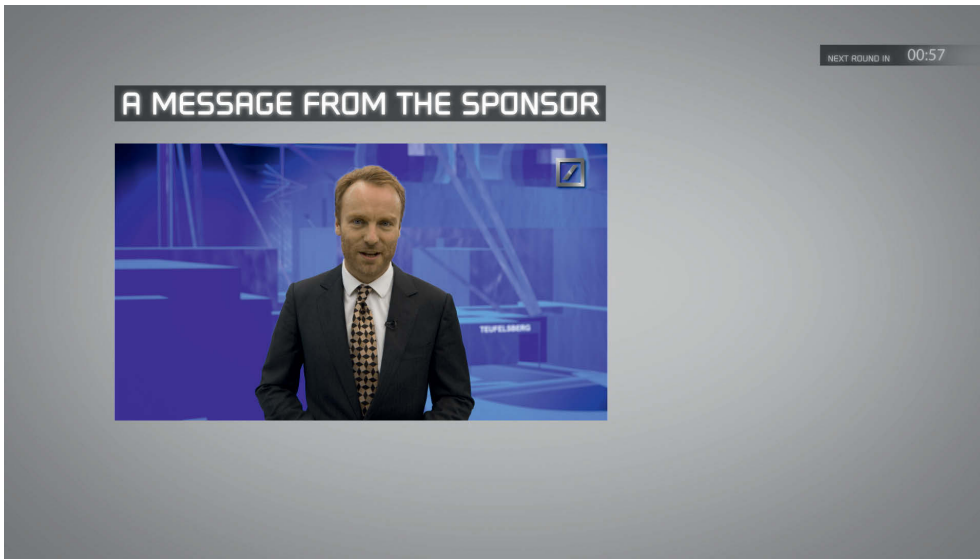 NEXT ROUND IN 00:57
A MESSAGE FROM THE SPONSOR
TEUFELSBERG